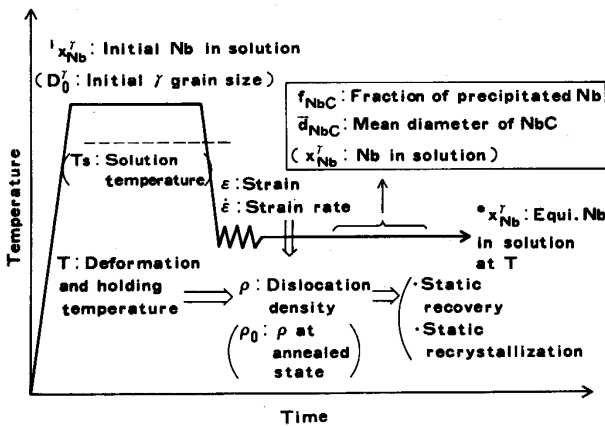 ⁱx^γ_Nb : Initial Nb in solution
( D^γ_0 : Initial γ grain size )
f_NbC : Fraction of precipitated Nb
d̄_NbC : Mean diameter of NbC
( x^γ_Nb : Nb in solution )
( Ts : Solution
temperature )
ε : Strain
ε̇ : Strain rate
ᵉx^γ_Nb : Equi. Nb
in solution
at T
T : Deformation
and holding
temperature
ρ : Dislocation
density
( ρ_0 : ρ at
annealed
state )
( · Static
recovery
· Static
recrystallization
Temperature
Time